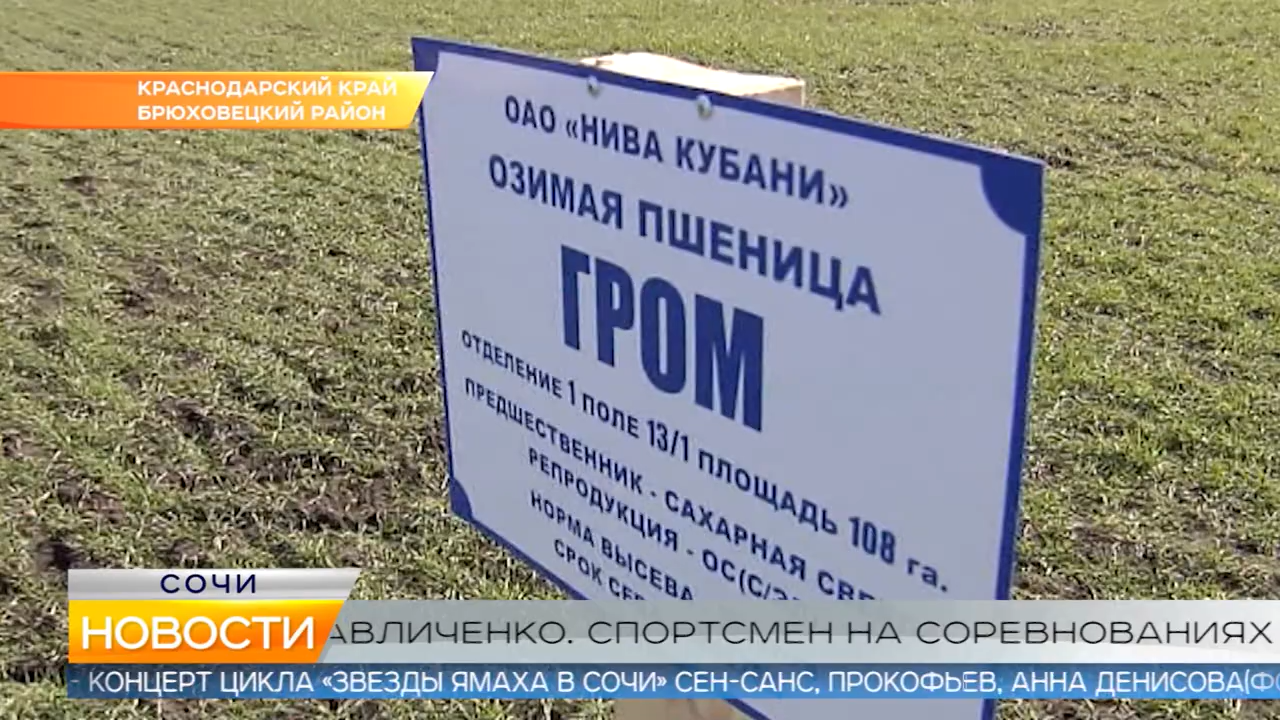 КРАСНОДАРСКИЙ КРАЙ
БРЮХОВЕЦКИЙ РАЙОН
ОАО «НИВА КУБАНИ»
ОЗИМАЯ ПШЕНИЦА
ГРОМ
ОТДЕЛЕНИЕ 1 ПОЛЕ 13/1 ПЛОЩАДЬ 108 га.
ПРЕДШЕСТВЕННИК - САХАРНАЯ
РЕПРОДУКЦИЯ -
НОРМА ВЫСЕВА
СРОК
СОЧИ
НОВОСТИ
АВЛИЧЕНКО. СПОРТСМЕН НА СОРЕВНОВАНИЯХ
- КОНЦЕРТ ЦИКЛА «ЗВЕЗДЫ ЯМАХА В СОЧИ» СЕН-САНС, ПРОКОФЬЕВ, АННА ДЕНИСОВА(ФО